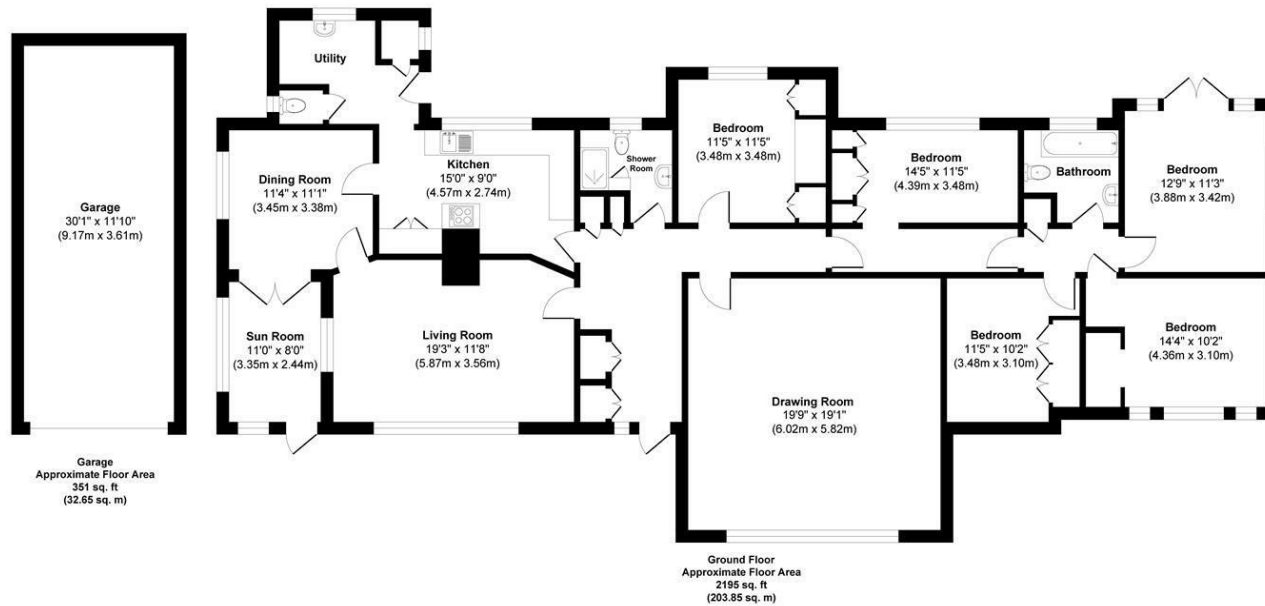 Garage
30'1" x 11'10"
(9.17m x 3.61m)
Garage
Approximate Floor Area
351 sq. ft
(32.65 sq. m)
Utility
Dining Room
11'4" x 11'1"
(3.45m x 3.38m)
Kitchen
15'0" x 9'0"
(4.57m x 2.74m)
Shower
Room
Bedroom
11'5" x 11'5"
(3.48m x 3.48m)
Bedroom
14'5" x 11'5"
(4.39m x 3.48m)
Bathroom
Bedroom
12'9" x 11'3"
(3.88m x 3.42m)
Sun Room
11'0" x 8'0"
(3.35m x 2.44m)
Living Room
19'3" x 11'8"
(5.87m x 3.56m)
Drawing Room
19'9" x 19'1"
(6.02m x 5.82m)
Bedroom
11'5" x 10'2"
(3.48m x 3.10m)
Bedroom
14'4" x 10'2"
(4.36m x 3.10m)
Ground Floor
Approximate Floor Area
2195 sq. ft
(203.85 sq. m)